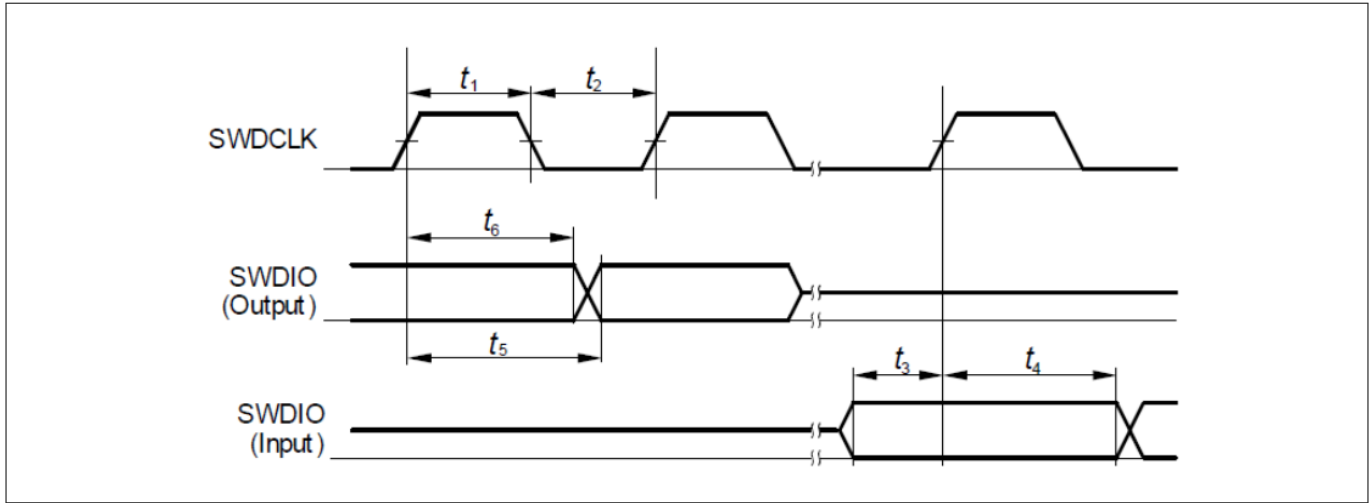 t₁ t₂
SWDCLK
t₆
SWDIO
(Output)
t₅
t₃ t₄
SWDIO
(Input)